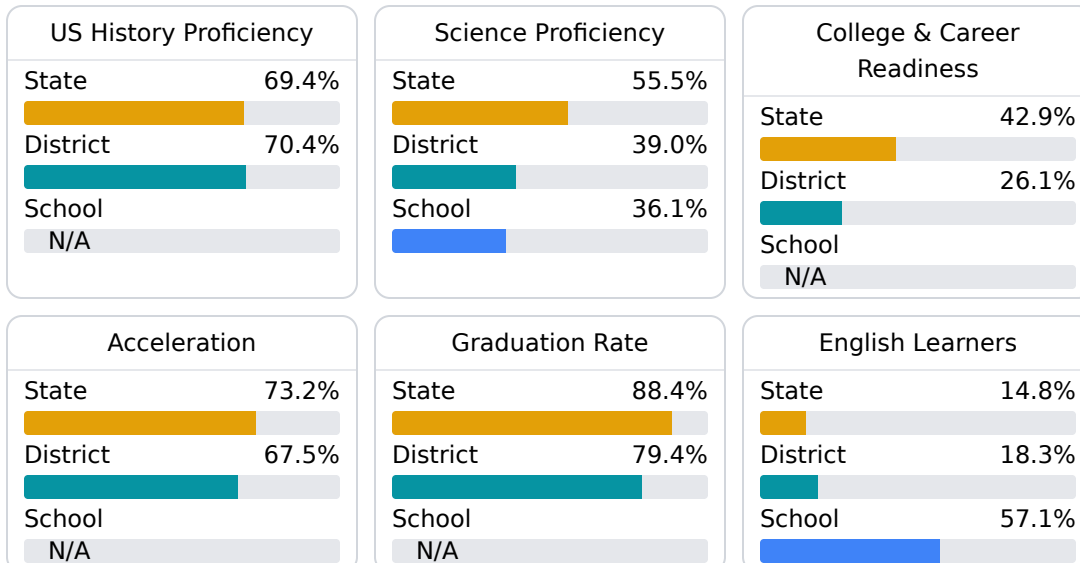 US History Proficiency
State 69.4%
District 70.4%
School
N/A
Science Proficiency
State 55.5%
District 39.0%
School 36.1%
College & Career
Readiness
State 42.9%
District 26.1%
School
N/A
Acceleration
State 73.2%
District 67.5%
School
N/A
Graduation Rate
State 88.4%
District 79.4%
School
N/A
English Learners
State 14.8%
District 18.3%
School 57.1%